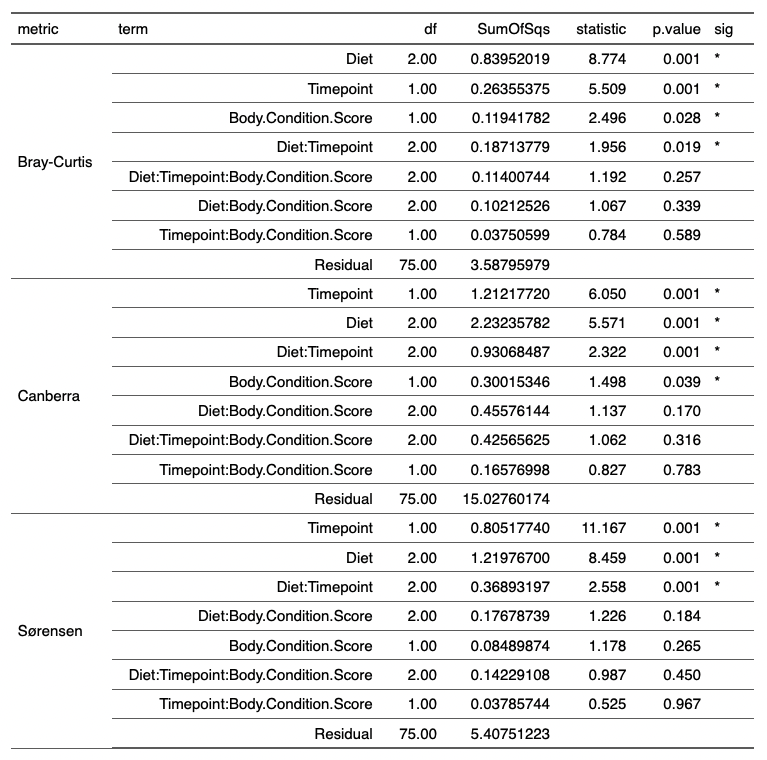 metric term df SumOfSqs statistic p.value sig
Diet 2.00 0.83952019 8.774 0.001 *
Timepoint 1.00 0.26355375 5.509 0.001 *
Body.Condition.Score 1.00 0.11941782 2.496 0.028 *
Diet:Timepoint 2.00 0.18713779 1.956 0.019 *
Bray-Curtis
Diet:Timepoint:Body.Condition.Score 2.00 0.11400744 1.192 0.257
Diet:Body.Condition.Score 2.00 0.10212526 1.067 0.339
Timepoint:Body.Condition.Score 1.00 0.03750599 0.784 0.589
Residual 75.00 3.58795979
Timepoint 1.00 1.21217720 6.050 0.001 *
Diet 2.00 2.23235782 5.571 0.001 *
Diet:Timepoint 2.00 0.93068487 2.322 0.001 *
Body.Condition.Score 1.00 0.30015346 1.498 0.039 *
Canberra
Diet:Body.Condition.Score 2.00 0.45576144 1.137 0.170
Diet:Timepoint:Body.Condition.Score 2.00 0.42565625 1.062 0.316
Timepoint:Body.Condition.Score 1.00 0.16576998 0.827 0.783
Residual 75.00 15.02760174
Timepoint 1.00 0.80517740 11.167 0.001 *
Diet 2.00 1.21976700 8.459 0.001 *
Diet:Timepoint 2.00 0.36893197 2.558 0.001 *
Diet:Body.Condition.Score 2.00 0.17678739 1.226 0.184
Sørensen
Body.Condition.Score 1.00 0.08489874 1.178 0.265
Diet:Timepoint:Body.Condition.Score 2.00 0.14229108 0.987 0.450
Timepoint:Body.Condition.Score 1.00 0.03785744 0.525 0.967
Residual 75.00 5.40751223